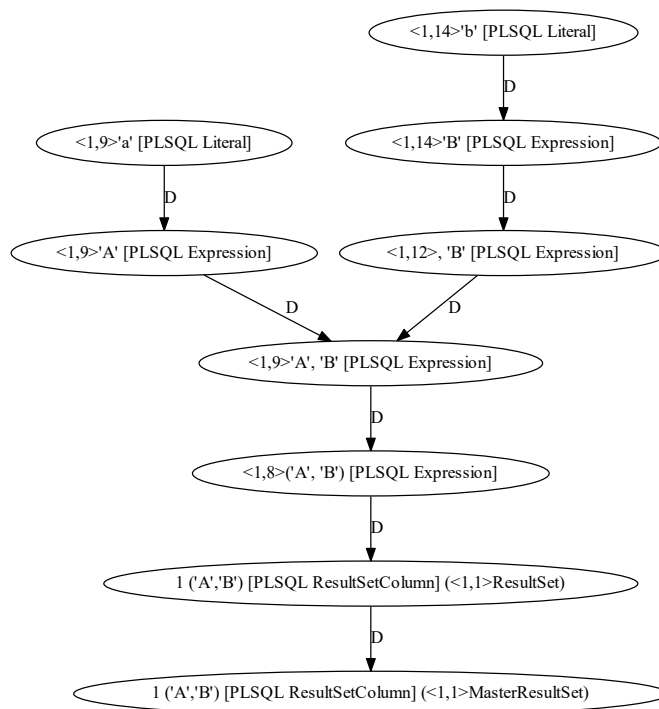 <1,14>'b' [PLSQL Literal]
D
<1,9>'a' [PLSQL Literal]
<1,14>'B' [PLSQL Expression]
D
D
<1,9>'A' [PLSQL Expression]
<1,12>, 'B' [PLSQL Expression]
D
D
<1,9>'A', 'B' [PLSQL Expression]
D
<1,8>('A', 'B') [PLSQL Expression]
D
1 ('A','B') [PLSQL ResultSetColumn] (<1,1>ResultSet)
D
1 ('A','B') [PLSQL ResultSetColumn] (<1,1>MasterResultSet)